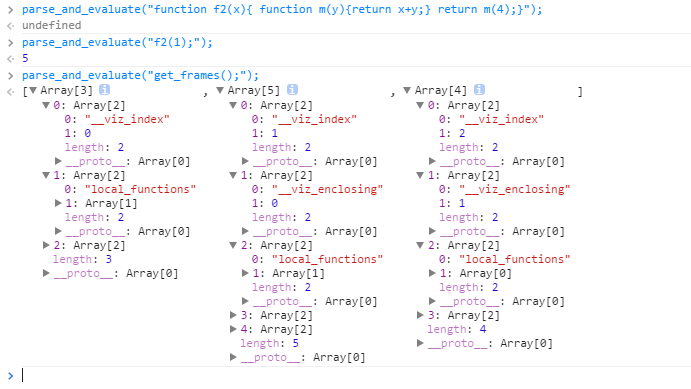 parse_and_evaluate("function f2(x){ function m(y){return x+y;} return m(4);}");
undefined
parse_and_evaluate("f2(1);");
5
parse_and_evaluate("get_frames();");
[▼Array[3] i , ▼Array[5] i , ▼Array[4] i ]
▼0: Array[2] ▼0: Array[2] ▼0: Array[2]
0: "__viz_index" 0: "__viz_index" 0: "__viz_index"
1: 0 1: 1 1: 2
length: 2 length: 2 length: 2
▶__proto__: Array[0] ▶__proto__: Array[0] ▶__proto__: Array[0]
▼1: Array[2] ▼1: Array[2] ▼1: Array[2]
0: "local_functions" 0: "__viz_enclosing" 0: "__viz_enclosing"
▶1: Array[1] 1: 0 1: 1
length: 2 length: 2 length: 2
▶__proto__: Array[0] ▶__proto__: Array[0] ▶__proto__: Array[0]
▶2: Array[2] ▼2: Array[2] ▼2: Array[2]
length: 3 0: "local_functions" 0: "local_functions"
▶__proto__: Array[0] ▶1: Array[1] ▶1: Array[0]
length: 2 length: 2
▶__proto__: Array[0] ▶__proto__: Array[0]
▶3: Array[2] ▶3: Array[2]
▶4: Array[2] length: 4
length: 5 ▶__proto__: Array[0]
▶__proto__: Array[0]